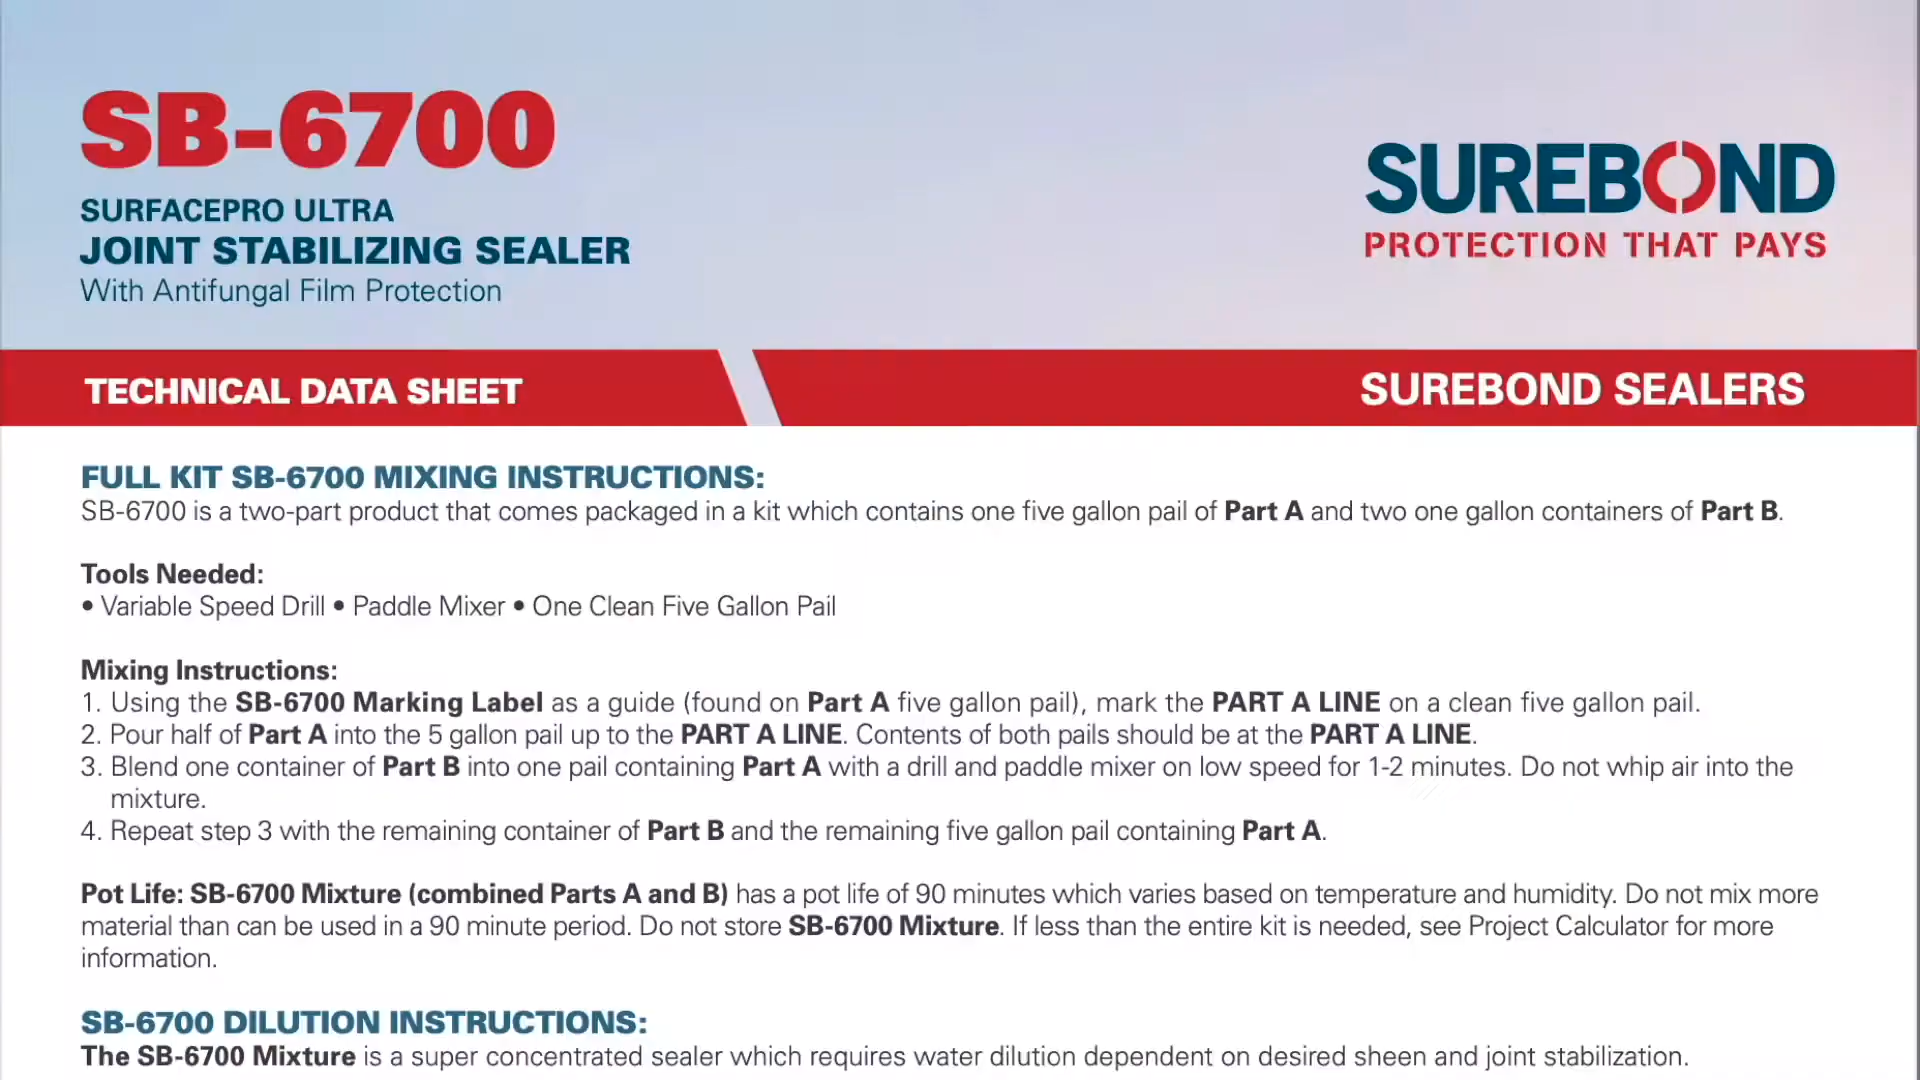 SB-6700
SURFACEPRO ULTRA
JOINT STABILIZING SEALER
With Antifungal Film Protection
SUREBOND
PROTECTION THAT PAYS
TECHNICAL DATA SHEET
SUREBOND SEALERS
FULL KIT SB-6700 MIXING INSTRUCTIONS:
SB-6700 is a two-part product that comes packaged in a kit which contains one five gallon pail of Part A and two one gallon containers of Part B.
Tools Needed:
• Variable Speed Drill • Paddle Mixer • One Clean Five Gallon Pail
Mixing Instructions:
1. Using the SB-6700 Marking Label as a guide (found on Part A five gallon pail), mark the PART A LINE on a clean five gallon pail.
2. Pour half of Part A into the 5 gallon pail up to the PART A LINE. Contents of both pails should be at the PART A LINE.
3. Blend one container of Part B into one pail containing Part A with a drill and paddle mixer on low speed for 1-2 minutes. Do not whip air into the
mixture.
4. Repeat step 3 with the remaining container of Part B and the remaining five gallon pail containing Part A.
Pot Life: SB-6700 Mixture (combined Parts A and B) has a pot life of 90 minutes which varies based on temperature and humidity. Do not mix more
material than can be used in a 90 minute period. Do not store SB-6700 Mixture. If less than the entire kit is needed, see Project Calculator for more
information.
SB-6700 DILUTION INSTRUCTIONS:
The SB-6700 Mixture is a super concentrated sealer which requires water dilution dependent on desired sheen and joint stabilization.